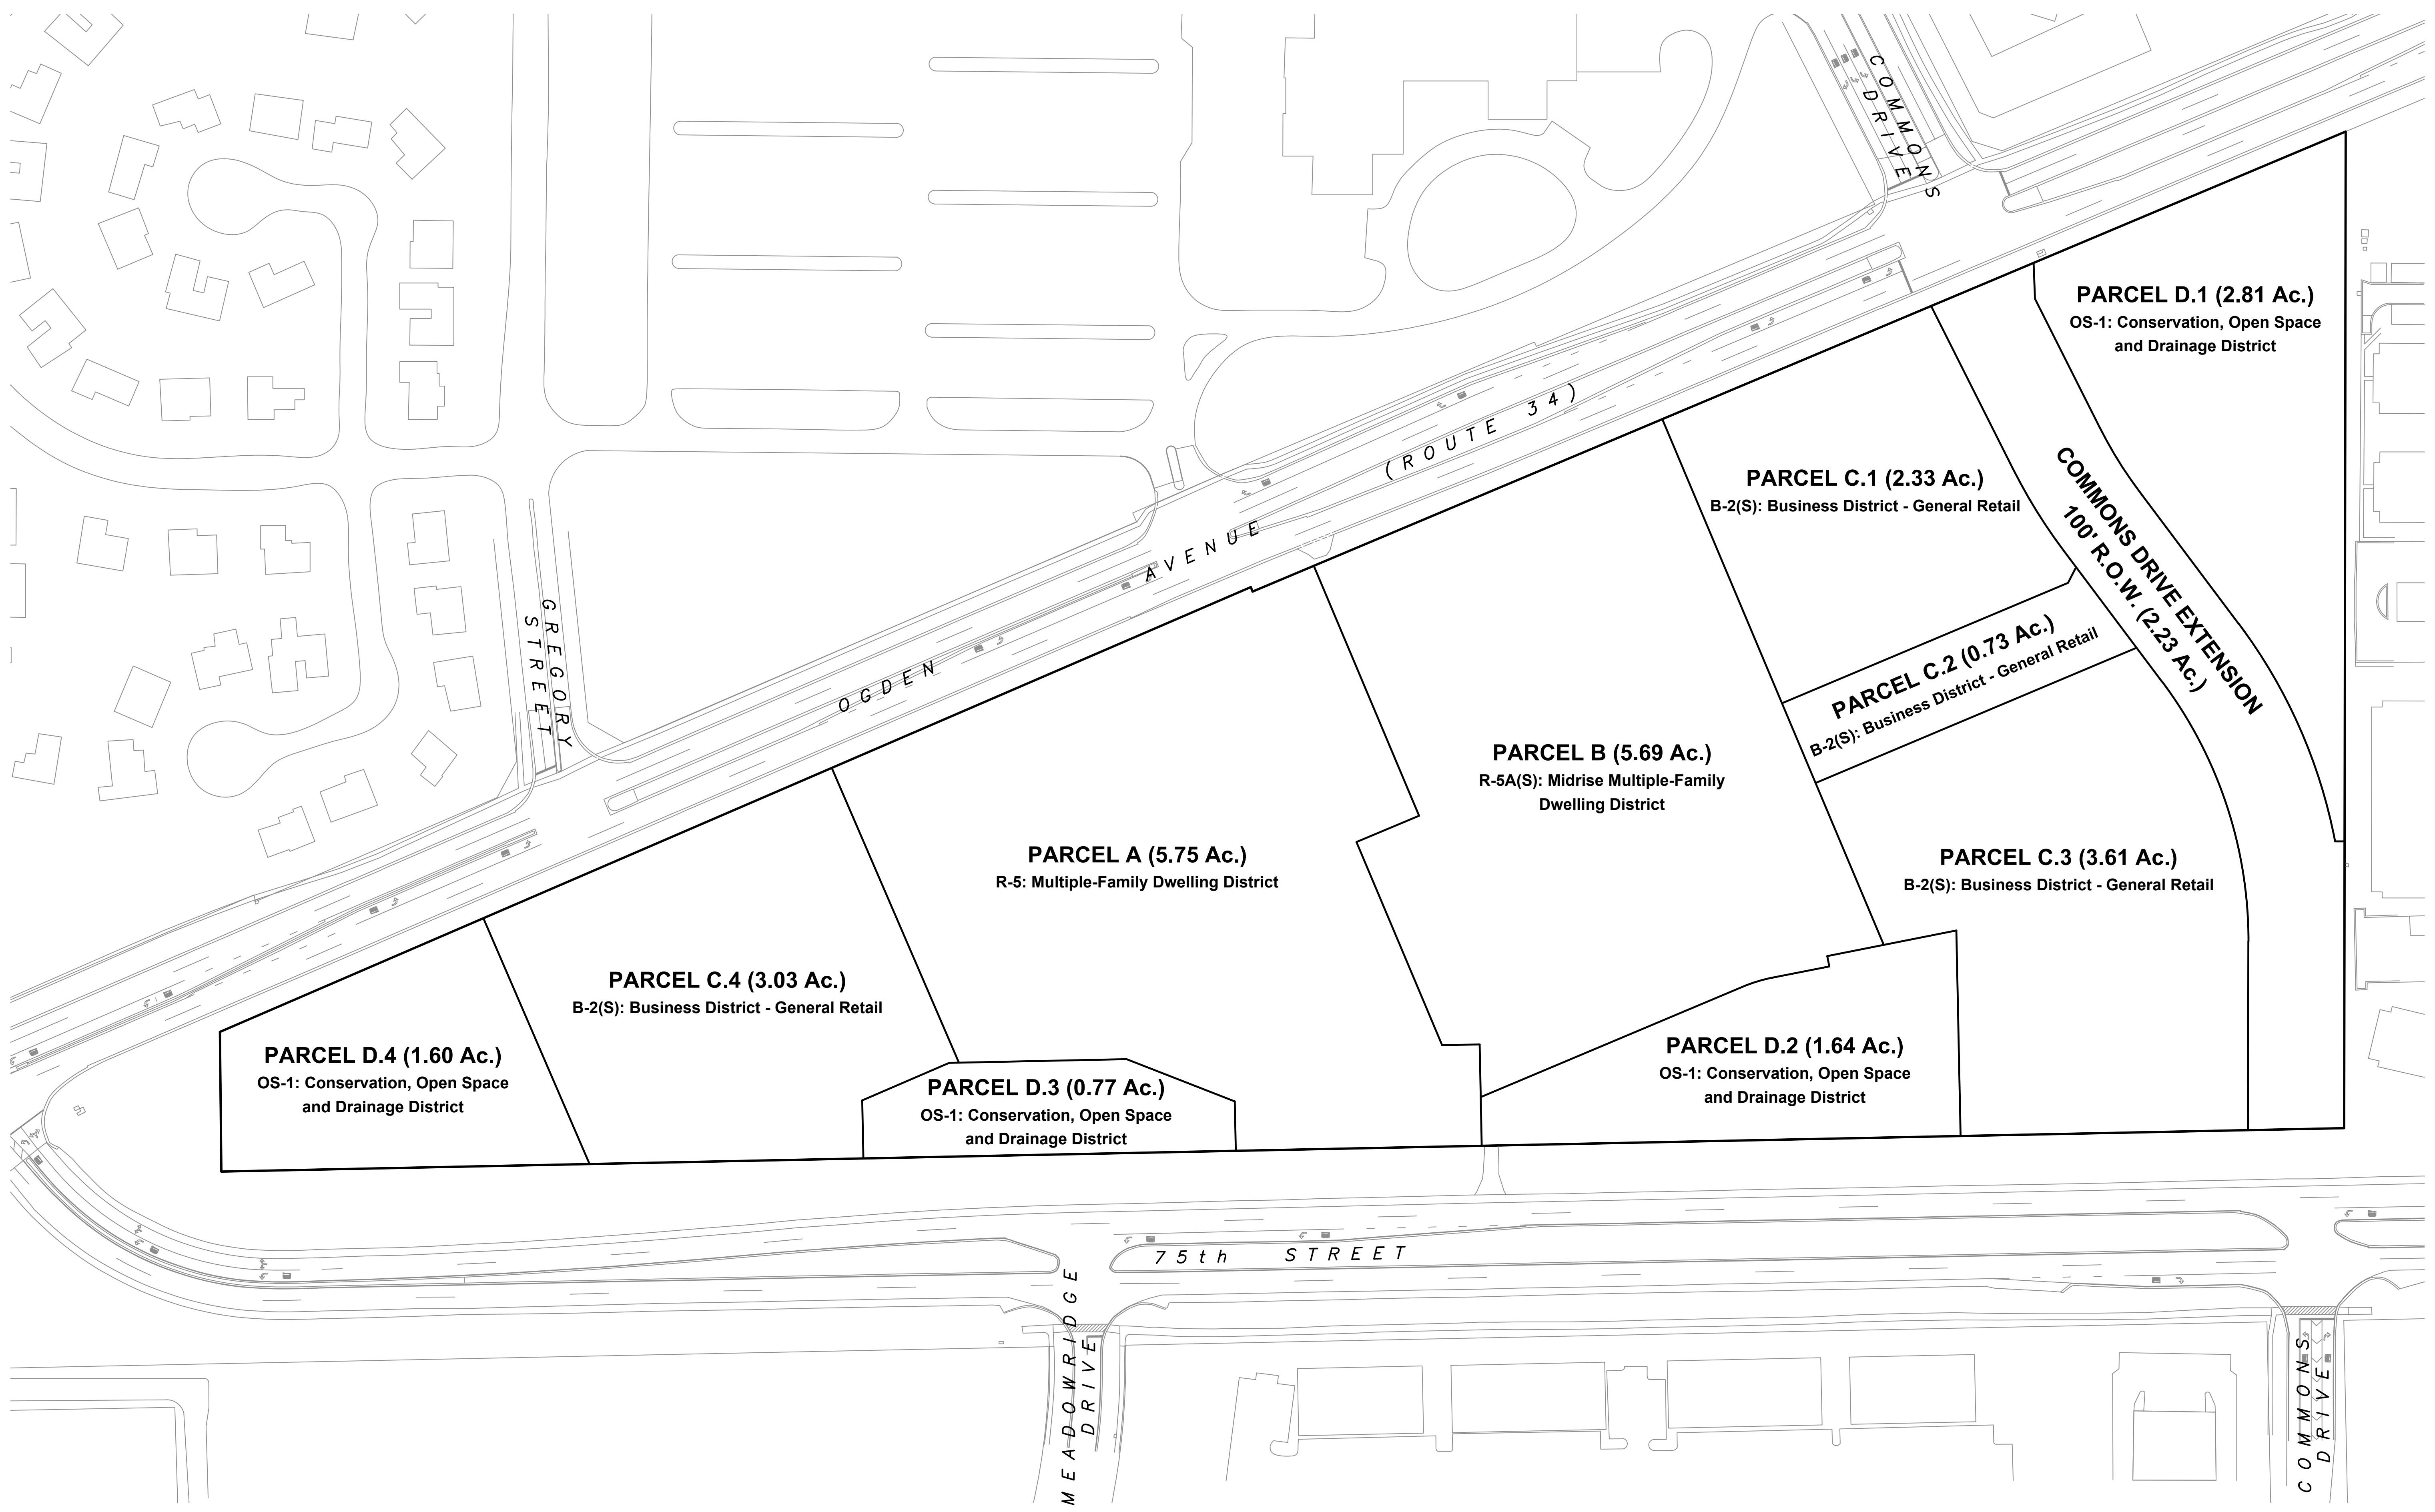 COMMONS
DRIVE
PARCEL D.1 (2.81 Ac.)
OS-1: Conservation, Open Space
and Drainage District
(ROUTE 34)
PARCEL C.1 (2.33 Ac.)
B-2(S): Business District - General Retail
COMMONS DRIVE EXTENSION
100' R.O.W. (2.23 Ac.)
OGDEN AVENUE
GREGORY
STREET
PARCEL C.2 (0.73 Ac.)
B-2(S): Business District - General Retail
PARCEL B (5.69 Ac.)
R-5A(S): Midrise Multiple-Family
Dwelling District
PARCEL A (5.75 Ac.)
R-5: Multiple-Family Dwelling District
PARCEL C.3 (3.61 Ac.)
B-2(S): Business District - General Retail
PARCEL C.4 (3.03 Ac.)
B-2(S): Business District - General Retail
PARCEL D.4 (1.60 Ac.)
OS-1: Conservation, Open Space
and Drainage District
PARCEL D.3 (0.77 Ac.)
OS-1: Conservation, Open Space
and Drainage District
PARCEL D.2 (1.64 Ac.)
OS-1: Conservation, Open Space
and Drainage District
75th STREET
MEADOWRIDGE
DRIVE
COMMONS
DRIVE